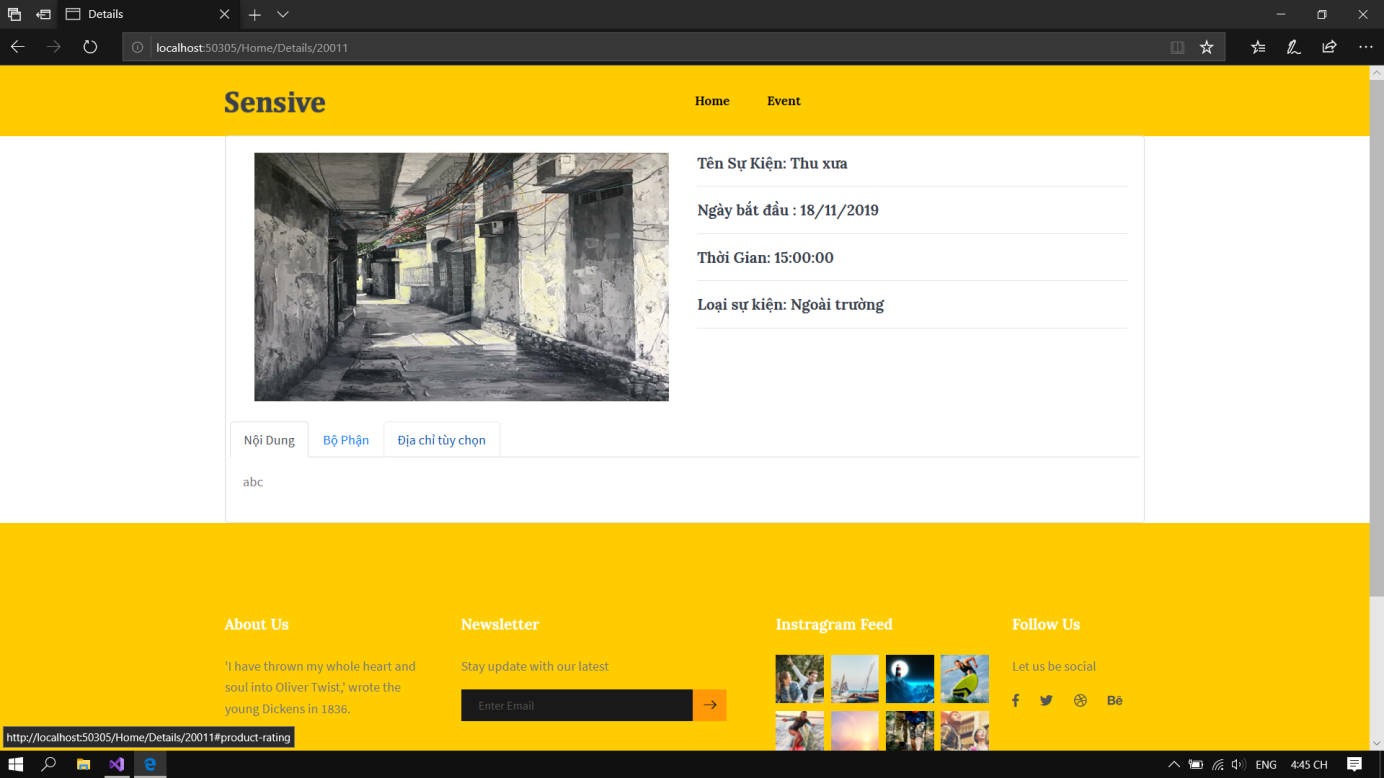 Details
localhost:50305/Home/Details/20011
Sensive
Home
Event
Tên Sự Kiện: Thu xưa
Ngày bắt đầu : 18/11/2019
Thời Gian: 15:00:00
Loại sự kiện: Ngoài trường
Nội Dung
Bộ Phận
Địa chỉ tùy chọn
abc
About Us
'I have thrown my whole heart and
soul into Oliver Twist,' wrote the
young Dickens in 1836.
Newsletter
Stay update with our latest
Enter Email
Instragram Feed
Follow Us
Let us be social
Bē
http://localhost:50305/Home/Details/20011#product-rating
ENG
4:45 CH